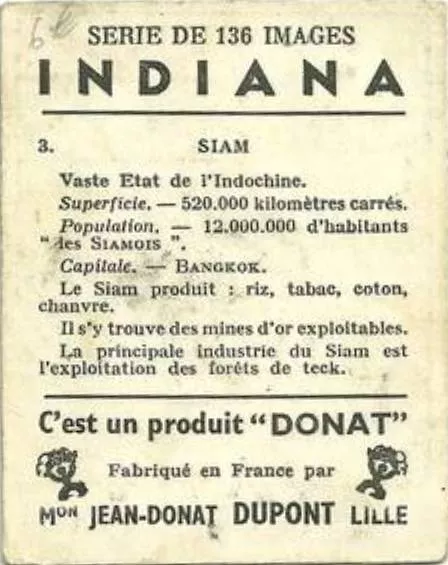 6e
SERIE DE 136 IMAGES
INDIANA
3. SIAM
Vaste Etat de l'Indochine.
Superficie. — 520.000 kilomètres carrés.
Population. — 12.000.000 d'habitants
" les SIAMOIS ".
Capitale. — BANGKOK.
Le Siam produit : riz, tabac, coton,
chanvre.
Il s'y trouve des mines d'or exploitables.
La principale industrie du Siam est
l'exploitation des forêts de teck.
C'est un produit "DONAT"
Fabriqué en France par
MON JEAN-DONAT DUPONT LILLE